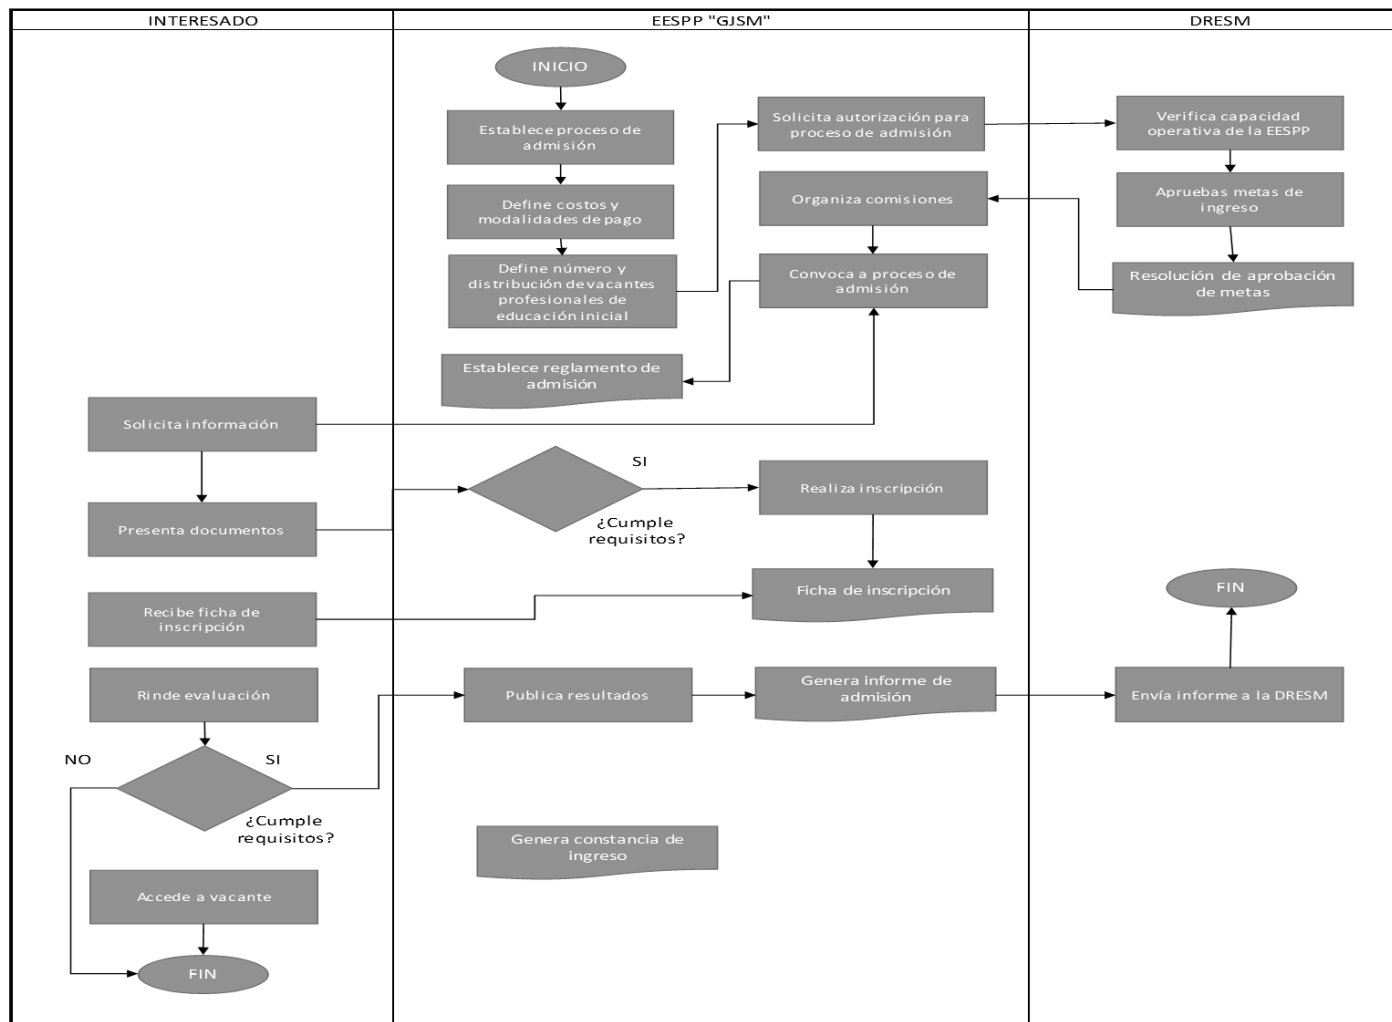 INTERESADO
EESPP "GJSM"
DRESM
INICIO
Establece proceso de
admisión
Define costos y
modalidades de pago
Define número y
distribución de vacantes
profesionales de
educación inicial
Solicita autorización para
proceso de admisión
Verifica capacidad
operativa de la EESPP
Apruebas metas de
ingreso
Resolución de aprobación
de metas
Organiza comisiones
Convoca a proceso de
admisión
Establece reglamento de
admisión
Solicita información
Presenta documentos
SI
¿Cumple
requisitos?
Realiza inscripción
Ficha de inscripción
Recibe ficha de
inscripción
FIN
Rinde evaluación
Publica resultados
Genera informe de
admisión
Envía informe a la DRESM
NO
SI
¿Cumple
requisitos?
Genera constancia de
ingreso
Accede a vacante
FIN